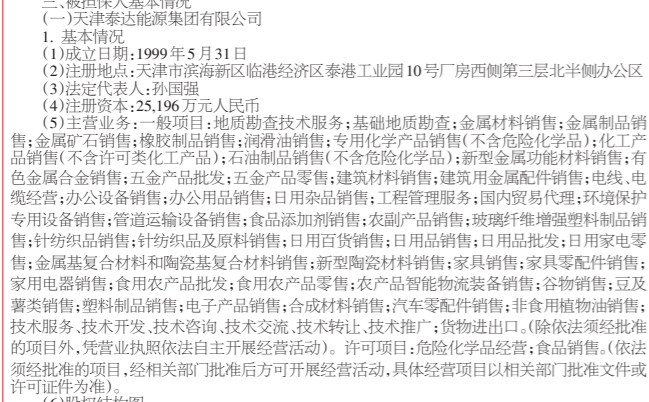 三、被担保人基本情况
(一)天津泰达能源集团有限公司
1. 基本情况
(1)成立日期:1999年5月31日
(2)注册地点:天津市滨海新区临港经济区泰港工业园10号厂房西侧第三层北半侧办公区
(3)法定代表人:孙国强
(4)注册资本:25,196万元人民币
(5)主营业务:一般项目:地质勘查技术服务;基础地质勘查;金属材料销售;金属制品销
售;金属矿石销售;橡胶制品销售;润滑油销售;专用化学产品销售(不含危险化学品);化工产
品销售(不含许可类化工产品);石油制品销售(不含危险化学品);新型金属功能材料销售;有
色金属合金销售;五金产品批发;五金产品零售;建筑材料销售;建筑用金属配件销售;电线、电
缆经营;办公设备销售;办公用品销售;日用杂品销售;工程管理服务;国内贸易代理;环境保护
专用设备销售;管道运输设备销售;食品添加剂销售;农副产品销售;玻璃纤维增强塑料制品销
售;针纺织品销售;针纺织品及原料销售;日用百货销售;日用品销售;日用品批发;日用家电零
售;金属基复合材料和陶瓷基复合材料销售;新型陶瓷材料销售;家具销售;家具零配件销售;
家用电器销售;食用农产品批发;食用农产品零售;农产品智能物流装备销售;谷物销售;豆及
薯类销售;塑料制品销售;电子产品销售;合成材料销售;汽车零配件销售;非食用植物油销售;
技术服务、技术开发、技术咨询、技术交流、技术转让、技术推广;货物进出口。(除依法须经批准
的项目外,凭营业执照依法自主开展经营活动)。许可项目:危险化学品经营;食品销售。(依法
须经批准的项目,经相关部门批准后方可开展经营活动,具体经营项目以相关部门批准文件或
许可证件为准)。
(6)股权结构图